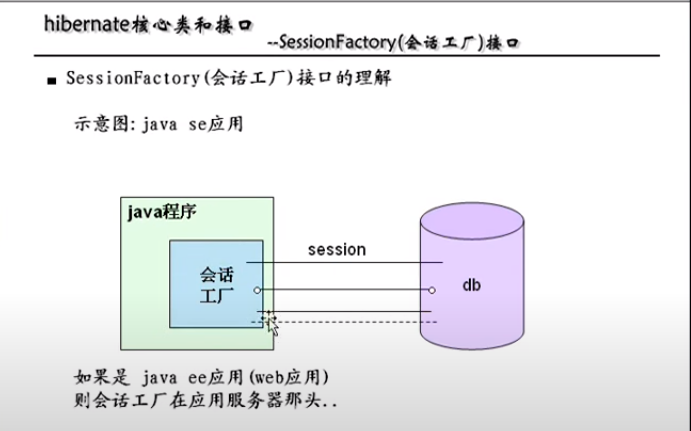 hibernate核心类和接口
--SessionFactory(会话工厂)接口
■ SessionFactory(会话工厂)接口的理解
示意图: java se应用
java程序
session
会话
工厂
db
如果是 java ee应用(web应用)
则会话工厂在应用服务器那头..